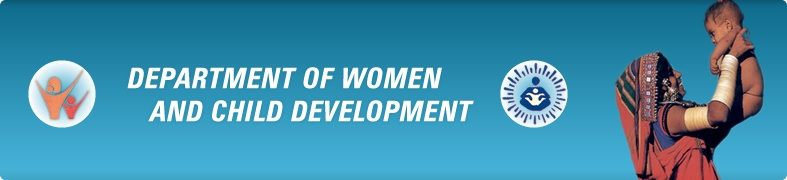 DEPARTMENT OF WOMEN
AND CHILD DEVELOPMENT